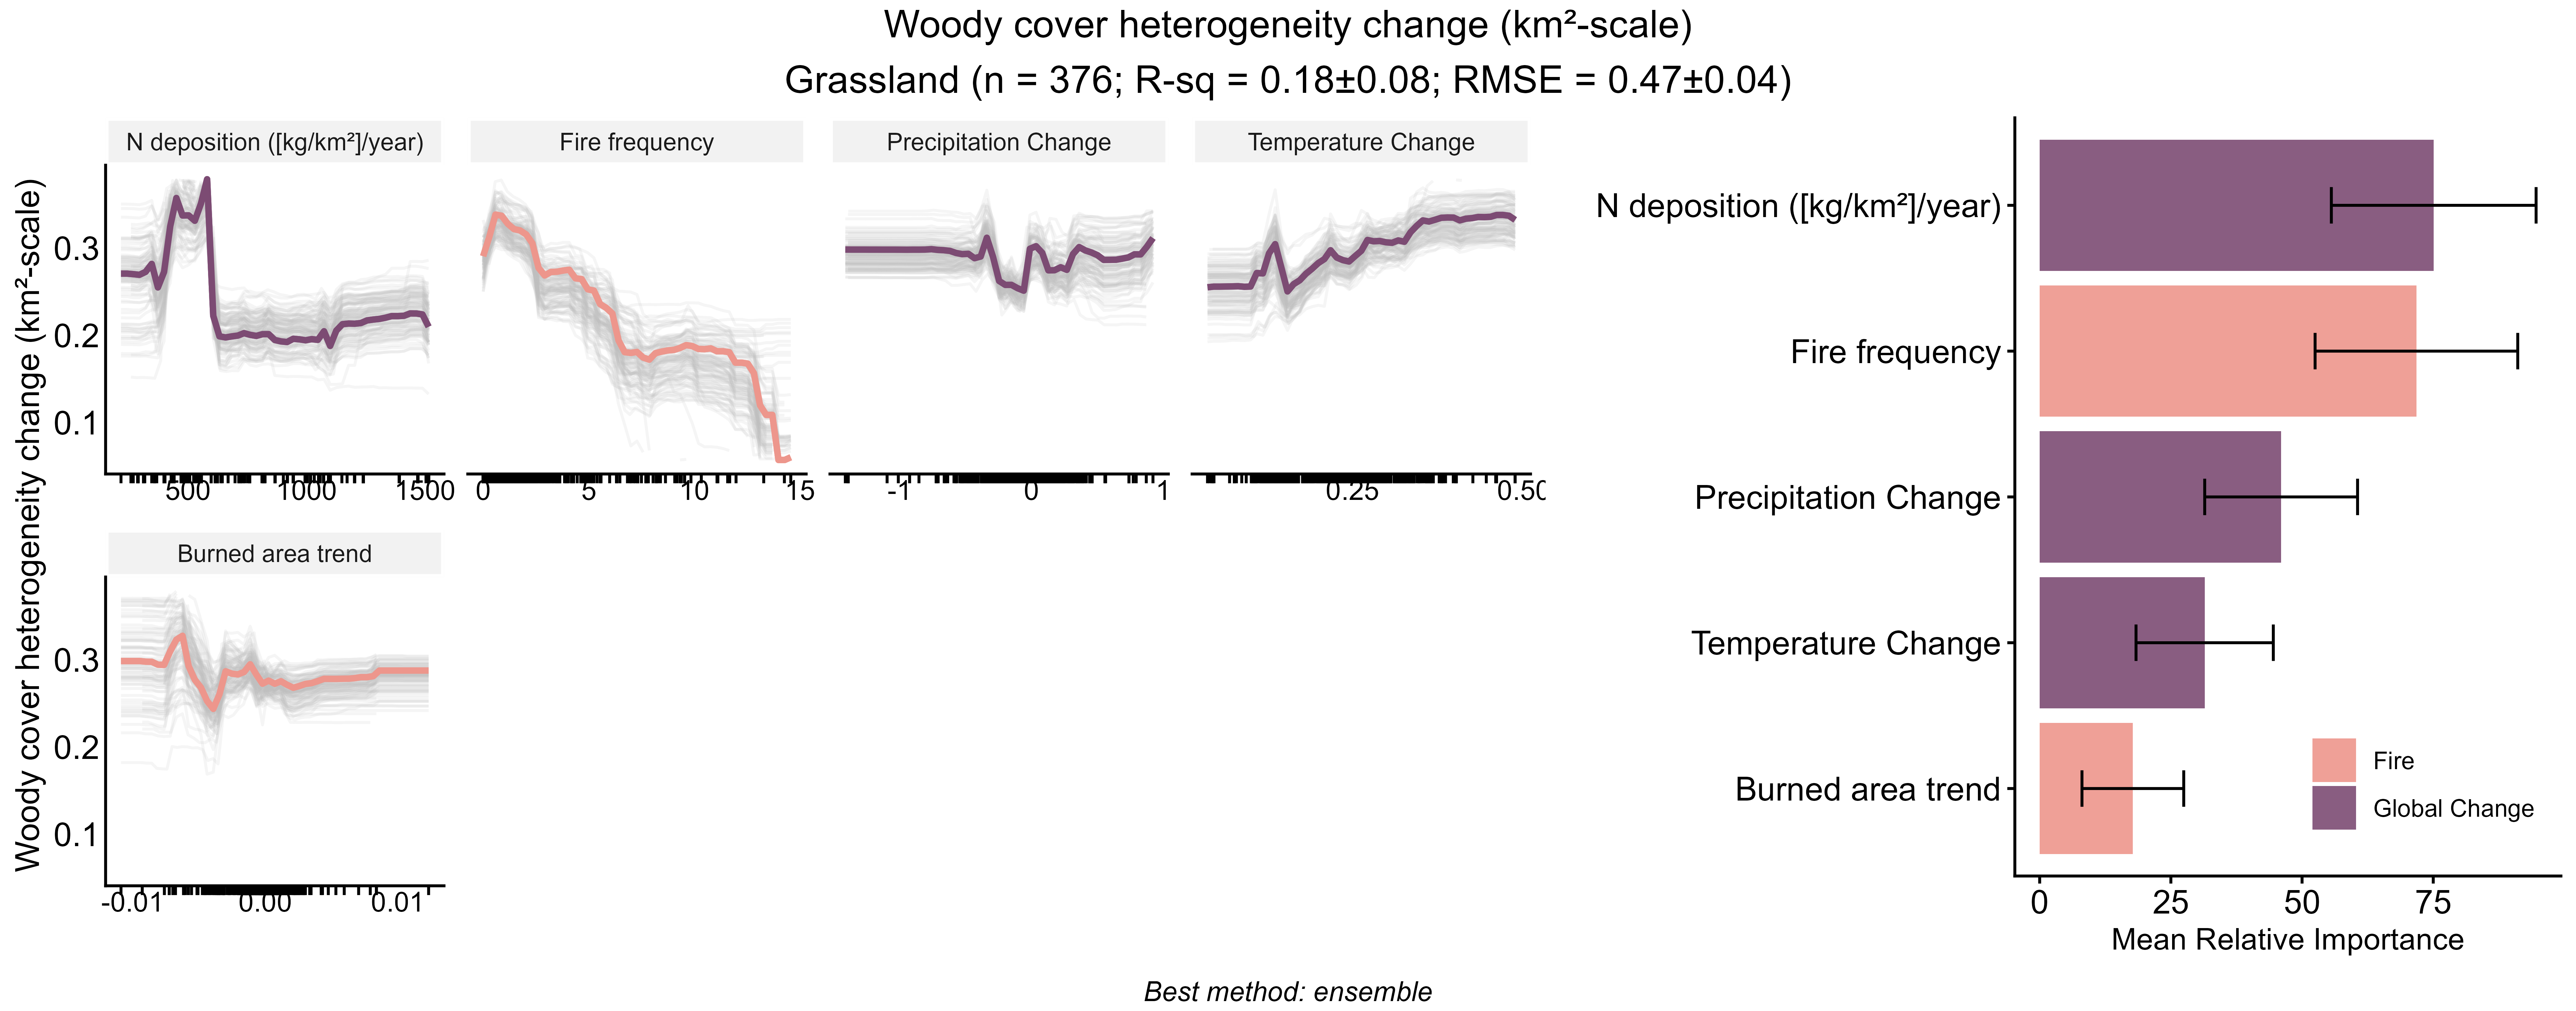 Woody cover heterogeneity change (km²-scale)
Grassland (n = 376; R-sq = 0.18±0.08; RMSE = 0.47±0.04)
Woody cover heterogeneity change (km²-scale)
N deposition ([kg/km²]/year)
Fire frequency
Precipitation Change
Temperature Change
0.3
0.2
0.1
500 1000 1500
0 5 10 15
-1 0 1
0.25 0.50
Burned area trend
0.3
0.2
0.1
-0.01 0.00 0.01
N deposition ([kg/km²]/year)
Fire frequency
Precipitation Change
Temperature Change
Burned area trend
Fire
Global Change
0 25 50 75
Mean Relative Importance
Best method: ensemble